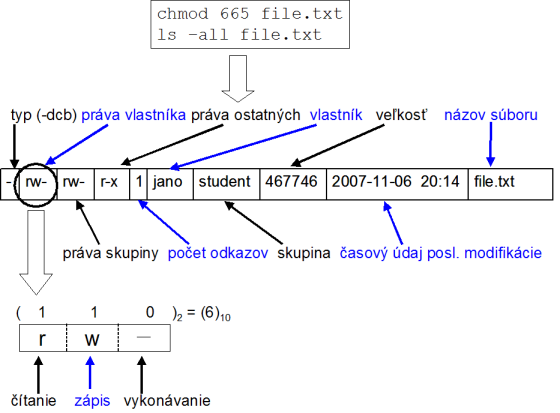 chmod 665 file.txt
ls –all file.txt
typ (-dcb) práva vlastníka práva ostatných vlastník veľkosť názov súboru
- rw- rw- r-x 1 jano student 467746 2007-11-06 20:14 file.txt
práva skupiny počet odkazov skupina časový údaj posl. modifikácie
( 1 1 0 )2 = (6)10
r w —
čítanie zápis vykonávanie